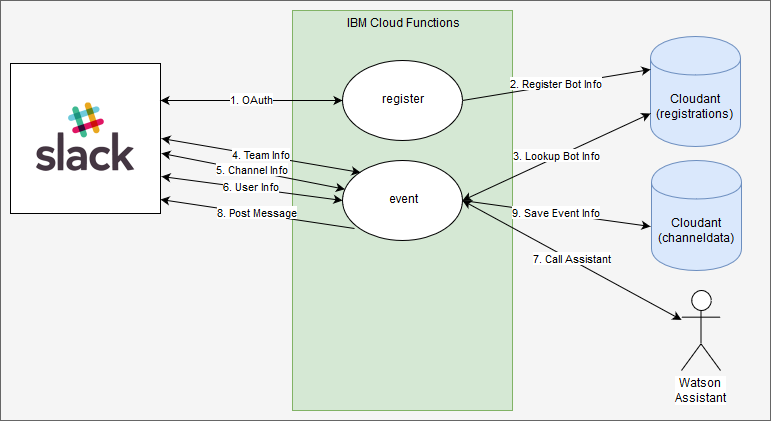 IBM Cloud Functions
slack
register
event
1. OAuth
2. Register Bot Info
3. Lookup Bot Info
4. Team Info
5. Channel Info
6. User Info
8. Post Message
9. Save Event Info
7. Call Assistant
Cloudant
(registrations)
Cloudant
(channeldata)
Watson
Assistant